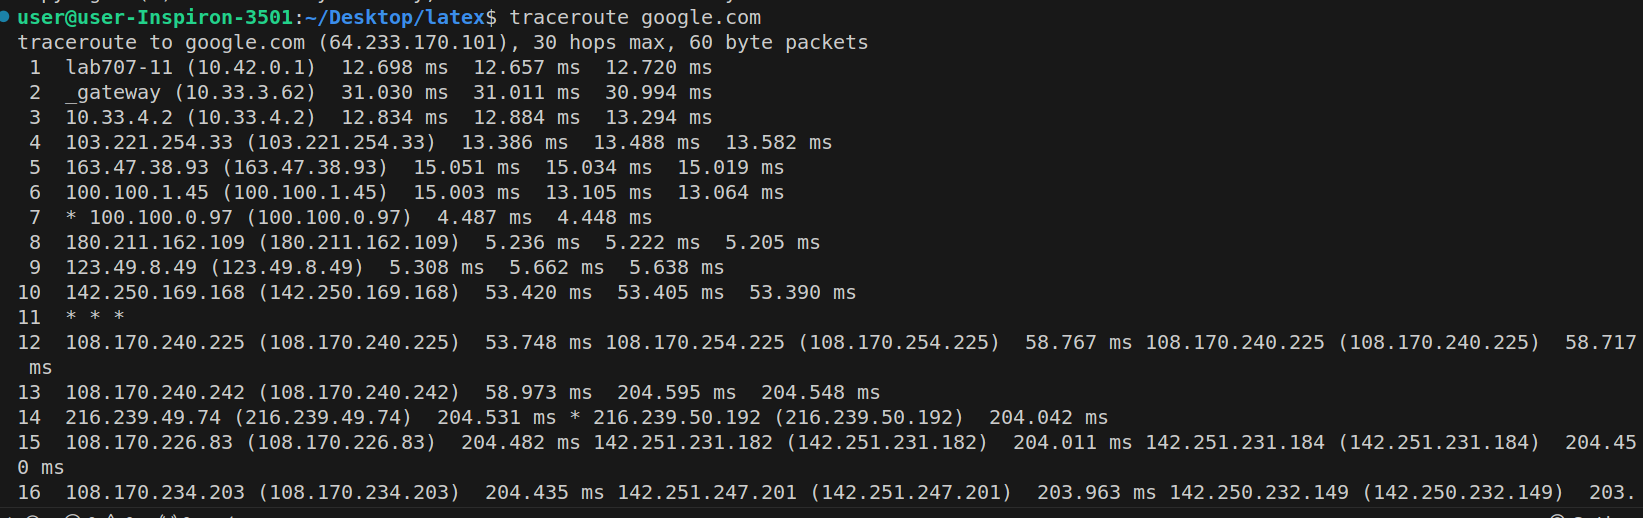 user@user-Inspiron-3501:~/Desktop/latex$ traceroute google.com
traceroute to google.com (64.233.170.101), 30 hops max, 60 byte packets
 1  lab707-11 (10.42.0.1)  12.698 ms  12.657 ms  12.720 ms
 2  _gateway (10.33.3.62)  31.030 ms  31.011 ms  30.994 ms
 3  10.33.4.2 (10.33.4.2)  12.834 ms  12.884 ms  13.294 ms
 4  103.221.254.33 (103.221.254.33)  13.386 ms  13.488 ms  13.582 ms
 5  163.47.38.93 (163.47.38.93)  15.051 ms  15.034 ms  15.019 ms
 6  100.100.1.45 (100.100.1.45)  15.003 ms  13.105 ms  13.064 ms
 7  * 100.100.0.97 (100.100.0.97)  4.487 ms  4.448 ms
 8  180.211.162.109 (180.211.162.109)  5.236 ms  5.222 ms  5.205 ms
 9  123.49.8.49 (123.49.8.49)  5.308 ms  5.662 ms  5.638 ms
10  142.250.169.168 (142.250.169.168)  53.420 ms  53.405 ms  53.390 ms
11  * * *
12  108.170.240.225 (108.170.240.225)  53.748 ms 108.170.254.225 (108.170.254.225)  58.767 ms 108.170.240.225 (108.170.240.225)  58.717
 ms
13  108.170.240.242 (108.170.240.242)  58.973 ms  204.595 ms  204.548 ms
14  216.239.49.74 (216.239.49.74)  204.531 ms * 216.239.50.192 (216.239.50.192)  204.042 ms
15  108.170.226.83 (108.170.226.83)  204.482 ms 142.251.231.182 (142.251.231.182)  204.011 ms 142.251.231.184 (142.251.231.184)  204.45
0 ms
16  108.170.234.203 (108.170.234.203)  204.435 ms 142.251.247.201 (142.251.247.201)  203.963 ms 142.250.232.149 (142.250.232.149)  203.